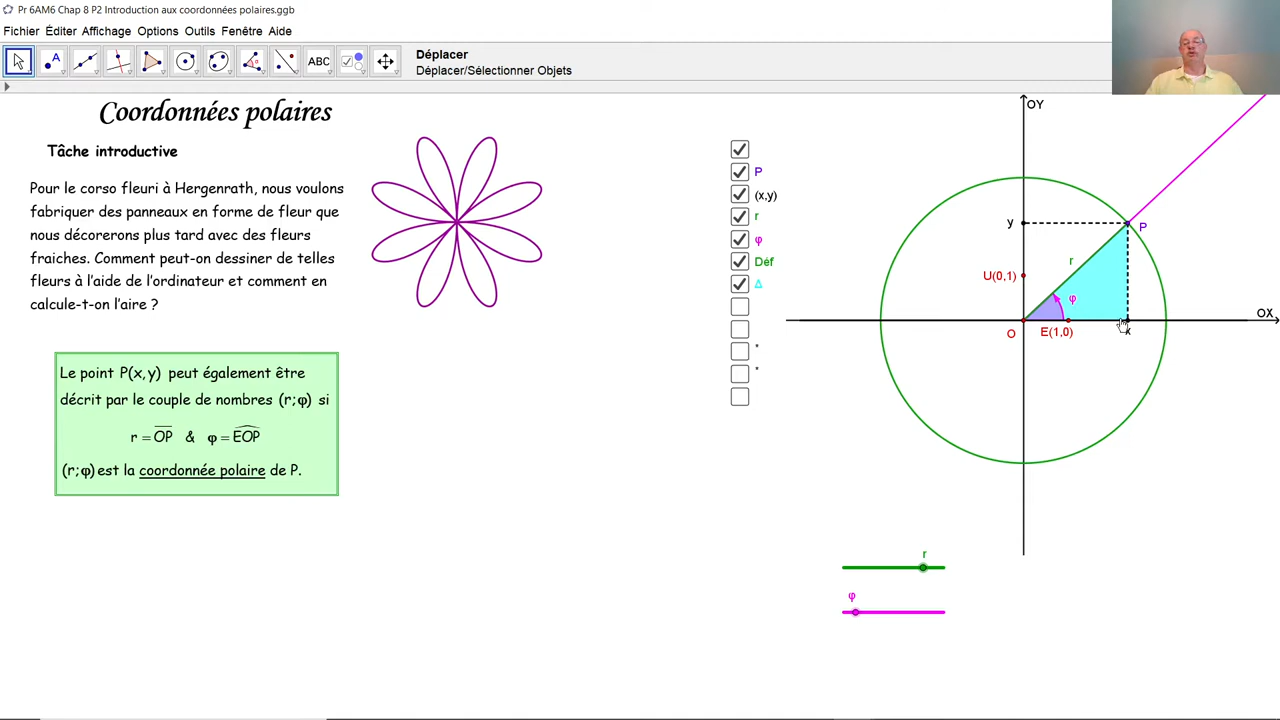 Pr 6AM6 Chap 8 P2 Introduction aux coordonnées polaires.ggb
Fichier Éditer Affichage Options Outils Fenêtre Aide
A
ABC
Déplacer
Déplacer/Sélectionner Objets
Coordonnées polaires
Tâche introductive
Pour le corso fleuri à Hergenrath, nous voulons
fabriquer des panneaux en forme de fleur que
nous décorerons plus tard avec des fleurs
fraiches. Comment peut-on dessiner de telles
fleurs à l'aide de l'ordinateur et comment en
calcule-t-on l'aire ?
Le point P(x,y) peut également être
décrit par le couple de nombres (r;φ) si
r = OP & φ = EOP
(r;φ) est la coordonnée polaire de P.
P
(x,y)
r
φ
Déf
Δ
*
*
OY
y
P
r
U(0,1)
φ
OX
O
E(1,0)
x
r
φ